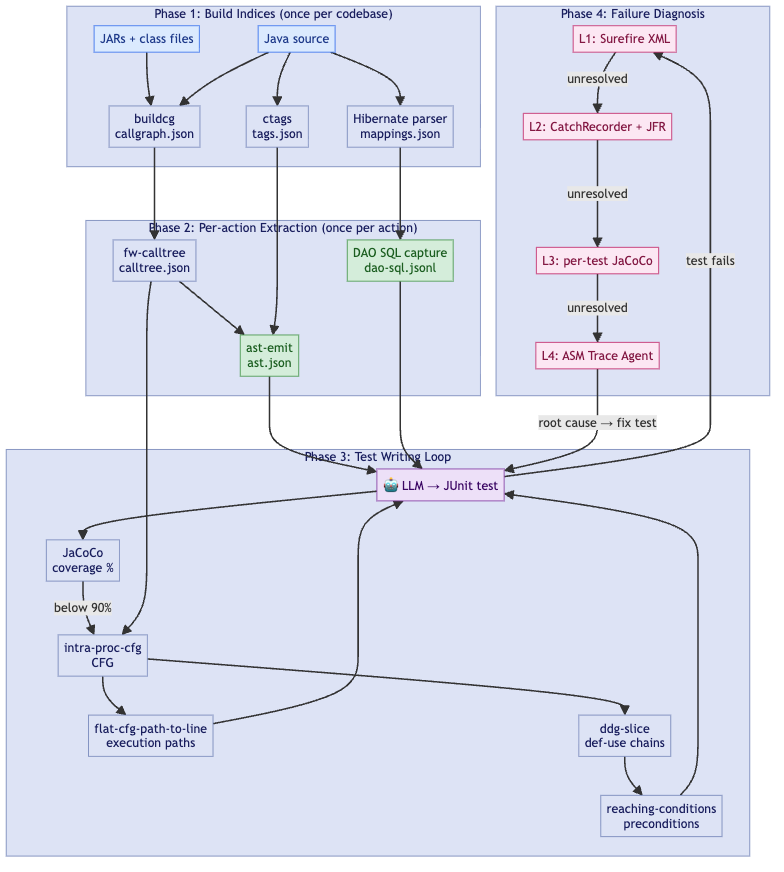 Phase 1: Build Indices (once per codebase)
JARs + class files
Java source
buildcg
callgraph.json
ctags
tags.json
Hibernate parser
mappings.json
Phase 4: Failure Diagnosis
L1: Surefire XML
unresolved
L2: CatchRecorder + JFR
unresolved
L3: per-test JaCoCo
unresolved
L4: ASM Trace Agent
test fails
root cause → fix test
Phase 2: Per-action Extraction (once per action)
fw-calltree
calltree.json
DAO SQL capture
dao-sql.jsonl
ast-emit
ast.json
Phase 3: Test Writing Loop
🤖 LLM → JUnit test
JaCoCo
coverage %
below 90%
intra-proc-cfg
CFG
flat-cfg-path-to-line
execution paths
ddg-slice
def-use chains
reaching-conditions
preconditions